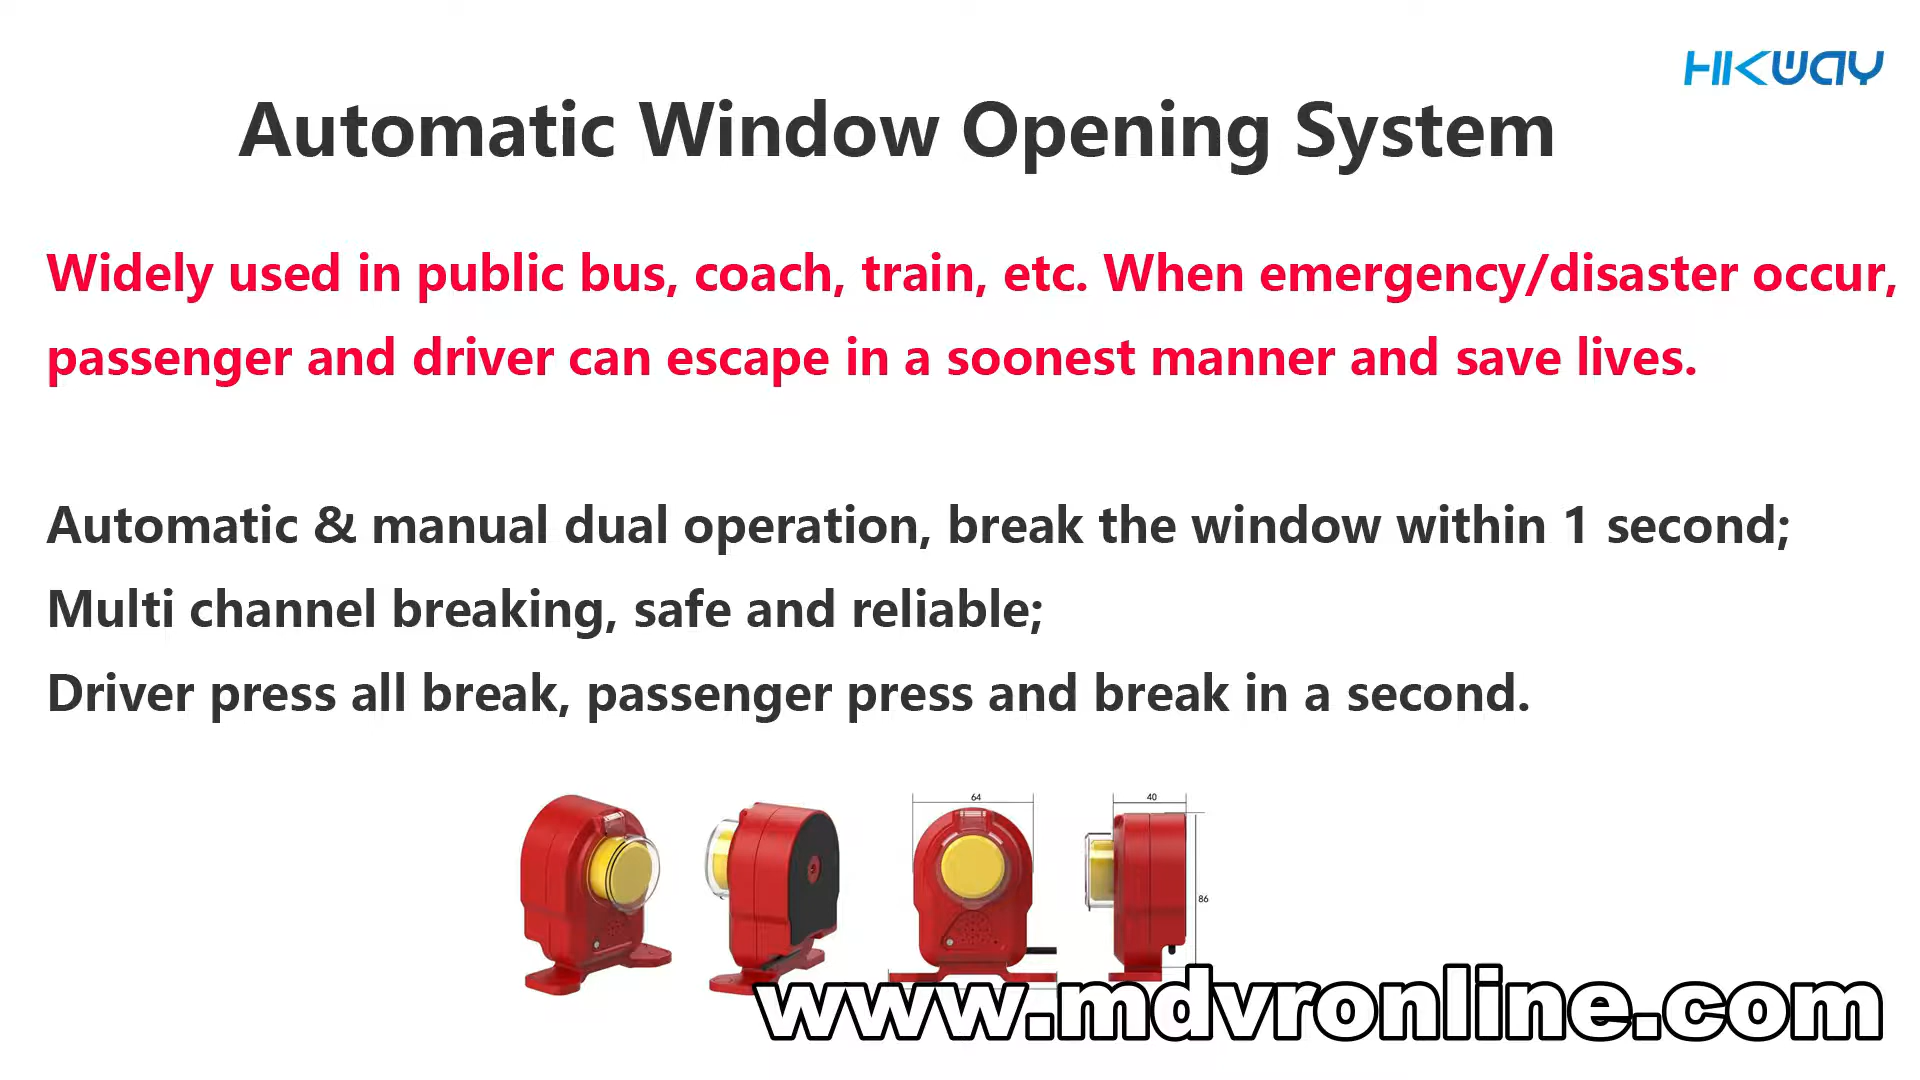 HIKWAY
Automatic Window Opening System
Widely used in public bus, coach, train, etc. When emergency/disaster occur,
passenger and driver can escape in a soonest manner and save lives.
Automatic & manual dual operation, break the window within 1 second;
Multi channel breaking, safe and reliable;
Driver press all break, passenger press and break in a second.
64
40
86
www.mdvronline.com